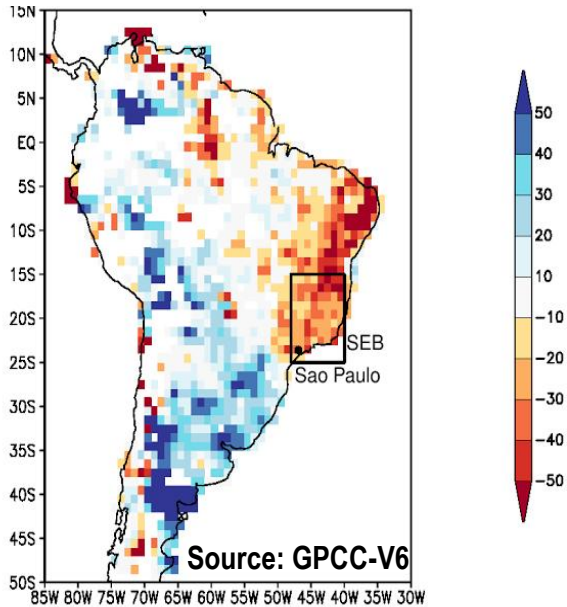 15N
10N
5N
EQ
5S
10S
15S
20S
25S
30S
35S
40S
45S
50S
85W 80W 75W 70W 65W 60W 55W 50W 45W 40W 35W 30W
SEB
Sao Paulo
Source: GPCC-V6
50
40
30
20
10
-10
-20
-30
-40
-50